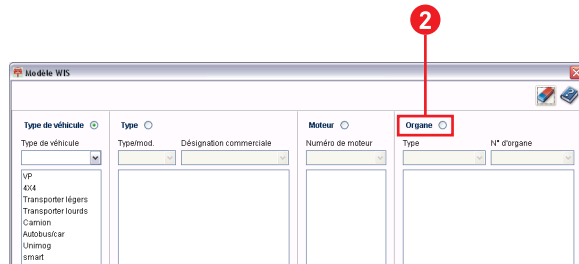 2
Modèle WIS
Type de véhicule
Type
Moteur
Organe
Type de véhicule
Type/mod.
Désignation commerciale
Numéro de moteur
Type
N° d'organe
VP
4X4
Transporter légers
Transporter lourds
Camion
Autobus/car
Unimog
smart